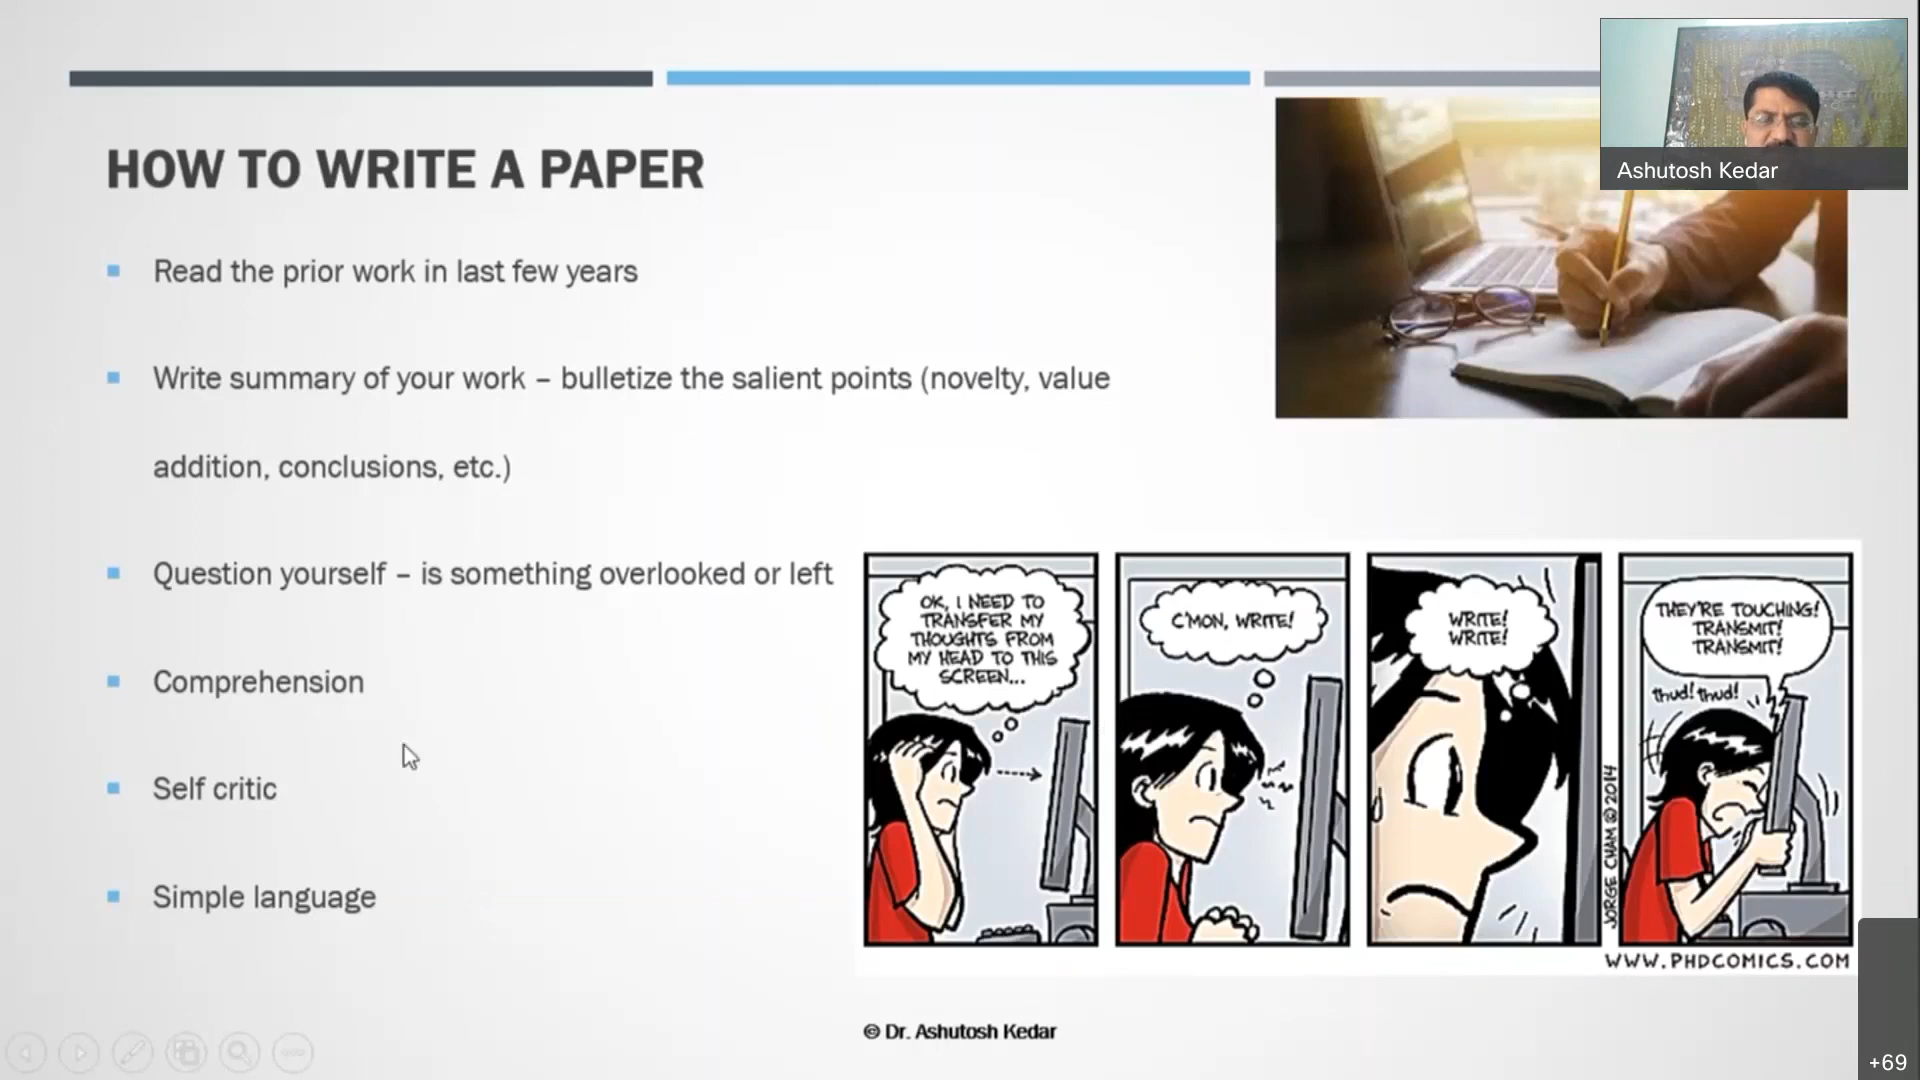 HOW TO WRITE A PAPER
Ashutosh Kedar
Read the prior work in last few years
Write summary of your work – bulletize the salient points (novelty, value
addition, conclusions, etc.)
Question yourself – is something overlooked or left
Comprehension
Self critic
Simple language
OK, I NEED TO
TRANSFER MY
THOUGHTS FROM
MY HEAD TO THIS
SCREEN...
C'MON, WRITE!
WRITE!
WRITE!
THEY'RE TOUCHING!
TRANSMIT!
TRANSMIT!
thud! thud!
JORGE CHAM © 2014
WWW.PHDCOMICS.COM
© Dr. Ashutosh Kedar
+69